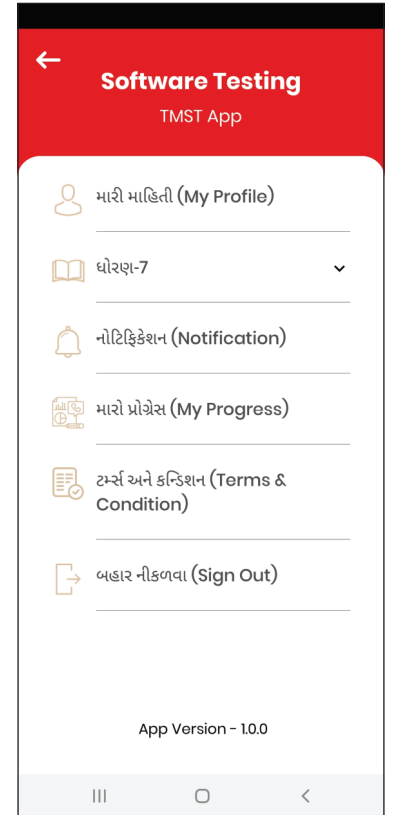 Software Testing
TMST App
મારી માહિતી (My Profile)
ધોરણ-7
નોટિફિકેશન (Notification)
મારો પ્રોગ્રેસ (My Progress)
ટર્મ્સ અને કન્ડિશન (Terms &
Condition)
બહાર નીકળવા (Sign Out)
App Version - 1.0.0